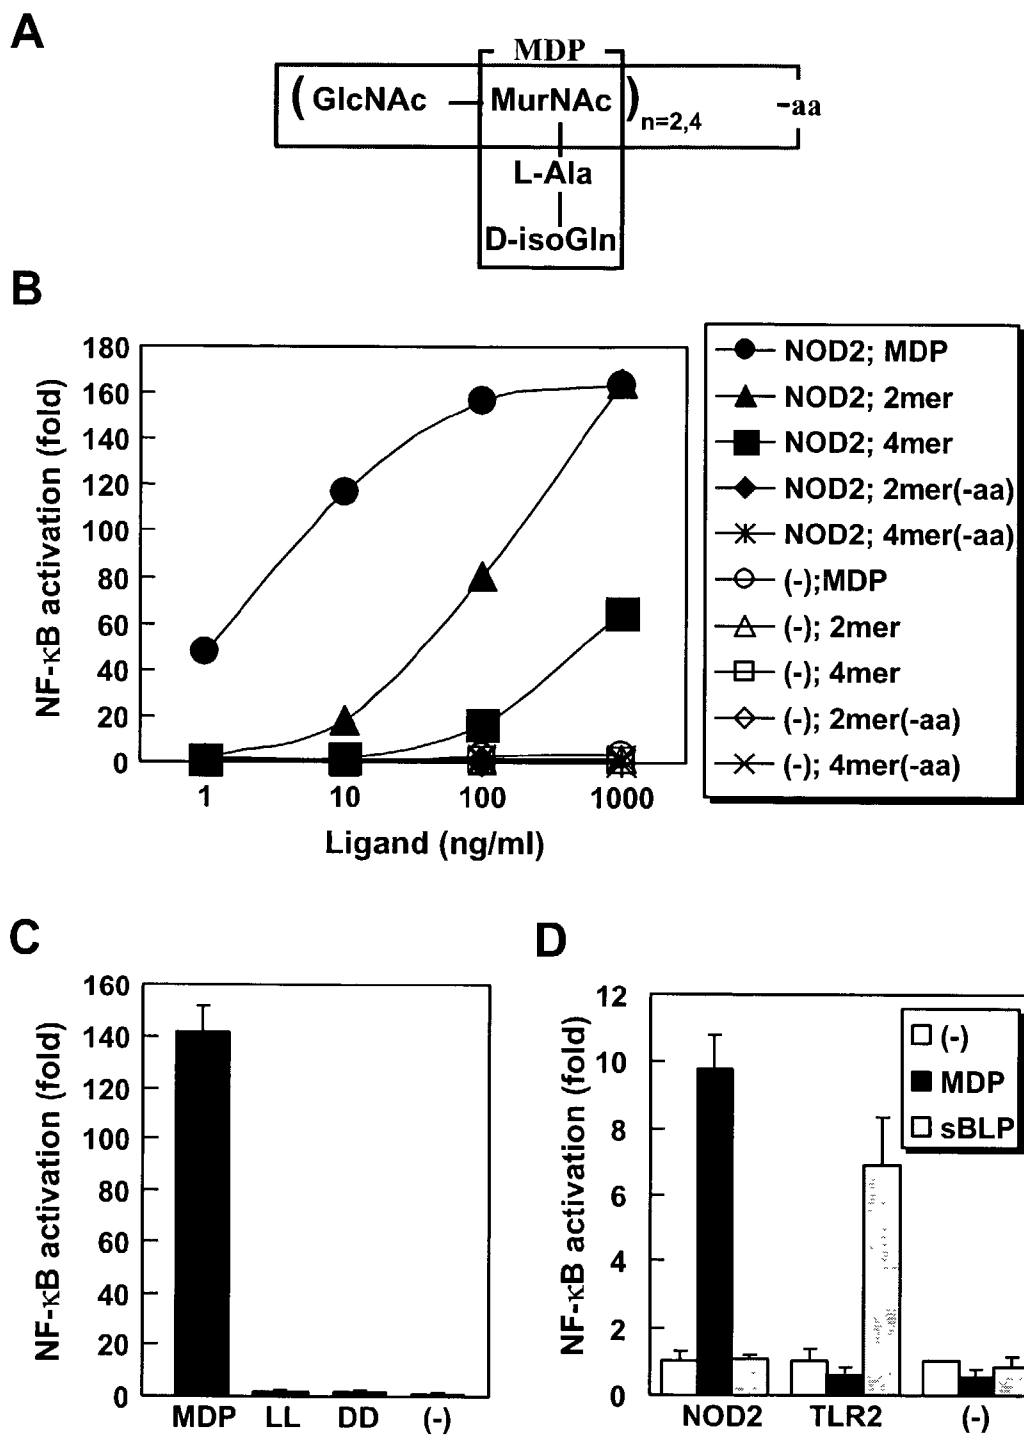 A
MDP
(GlcNAc — MurNAc)n=2,4 -aa
L-Ala
D-isoGln
B
NF-κB activation (fold)
180
160
140
120
100
80
60
40
20
0
1 10 100 1000
Ligand (ng/ml)
NOD2; MDP
NOD2; 2mer
NOD2; 4mer
NOD2; 2mer(-aa)
NOD2; 4mer(-aa)
(-);MDP
(-); 2mer
(-); 4mer
(-); 2mer(-aa)
(-); 4mer(-aa)
C
NF-κB activation (fold)
160
140
120
100
80
60
40
20
0
MDP LL DD (-)
D
NF-κB activation (fold)
12
10
8
6
4
2
0
NOD2 TLR2 (-)
(-)
MDP
sBLP